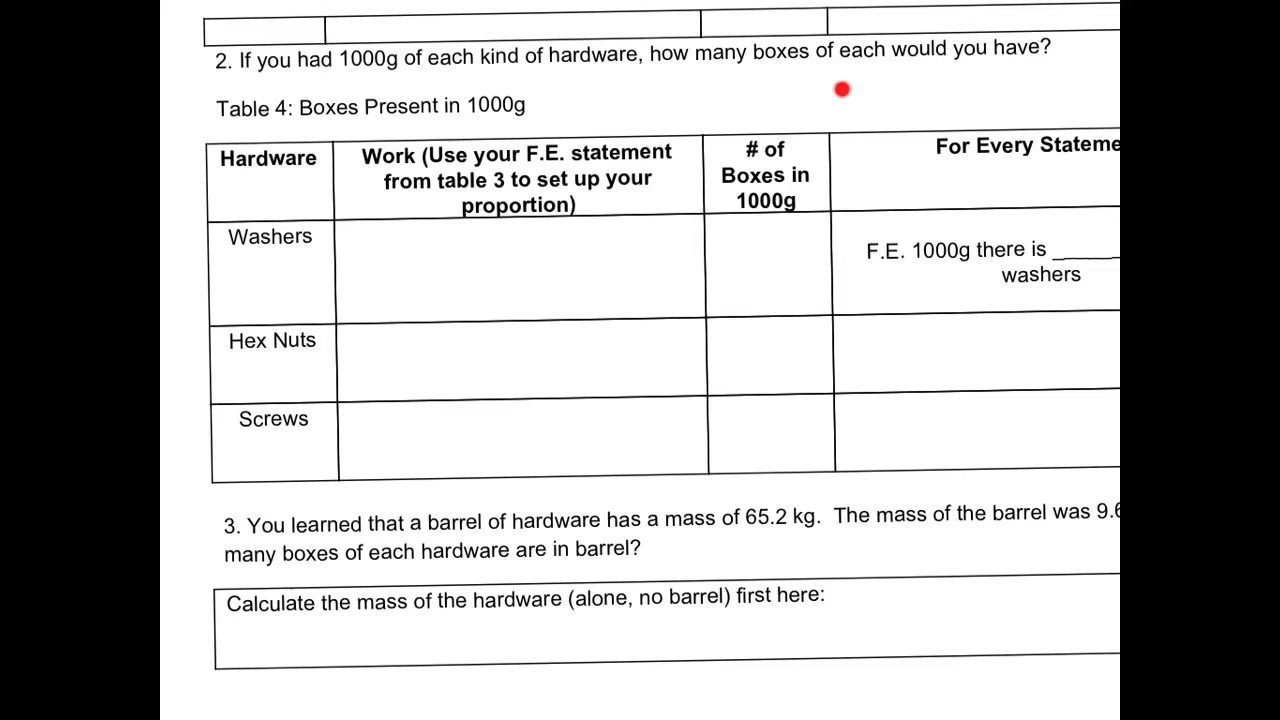 2. If you had 1000g of each kind of hardware, how many boxes of each would you have?
Table 4: Boxes Present in 1000g
Hardware
Work (Use your F.E. statement
from table 3 to set up your
proportion)
# of
Boxes in
1000g
For Every Stateme
Washers
F.E. 1000g there is ______
washers
Hex Nuts
Screws
3. You learned that a barrel of hardware has a mass of 65.2 kg.  The mass of the barrel was 9.6
many boxes of each hardware are in barrel?
Calculate the mass of the hardware (alone, no barrel) first here: